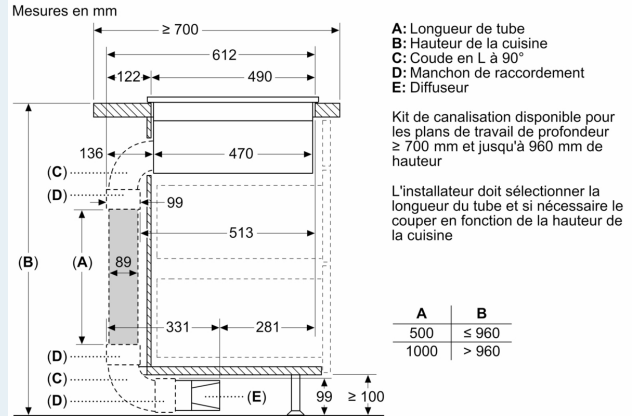 Mesures en mm
≥ 700
612
122 490
136 470
(C)
(D)
99
513
(B) (A) 89
331 281
(D)
(C)
(D) (E) 99 ≥ 100
A: Longueur de tube
B: Hauteur de la cuisine
C: Coude en L à 90°
D: Manchon de raccordement
E: Diffuseur
Kit de canalisation disponible pour
les plans de travail de profondeur
≥ 700 mm et jusqu'à 960 mm de
hauteur
L'installateur doit sélectionner la
longueur du tube et si nécessaire le
couper en fonction de la hauteur de
la cuisine
A B
500 ≤ 960
1000 > 960